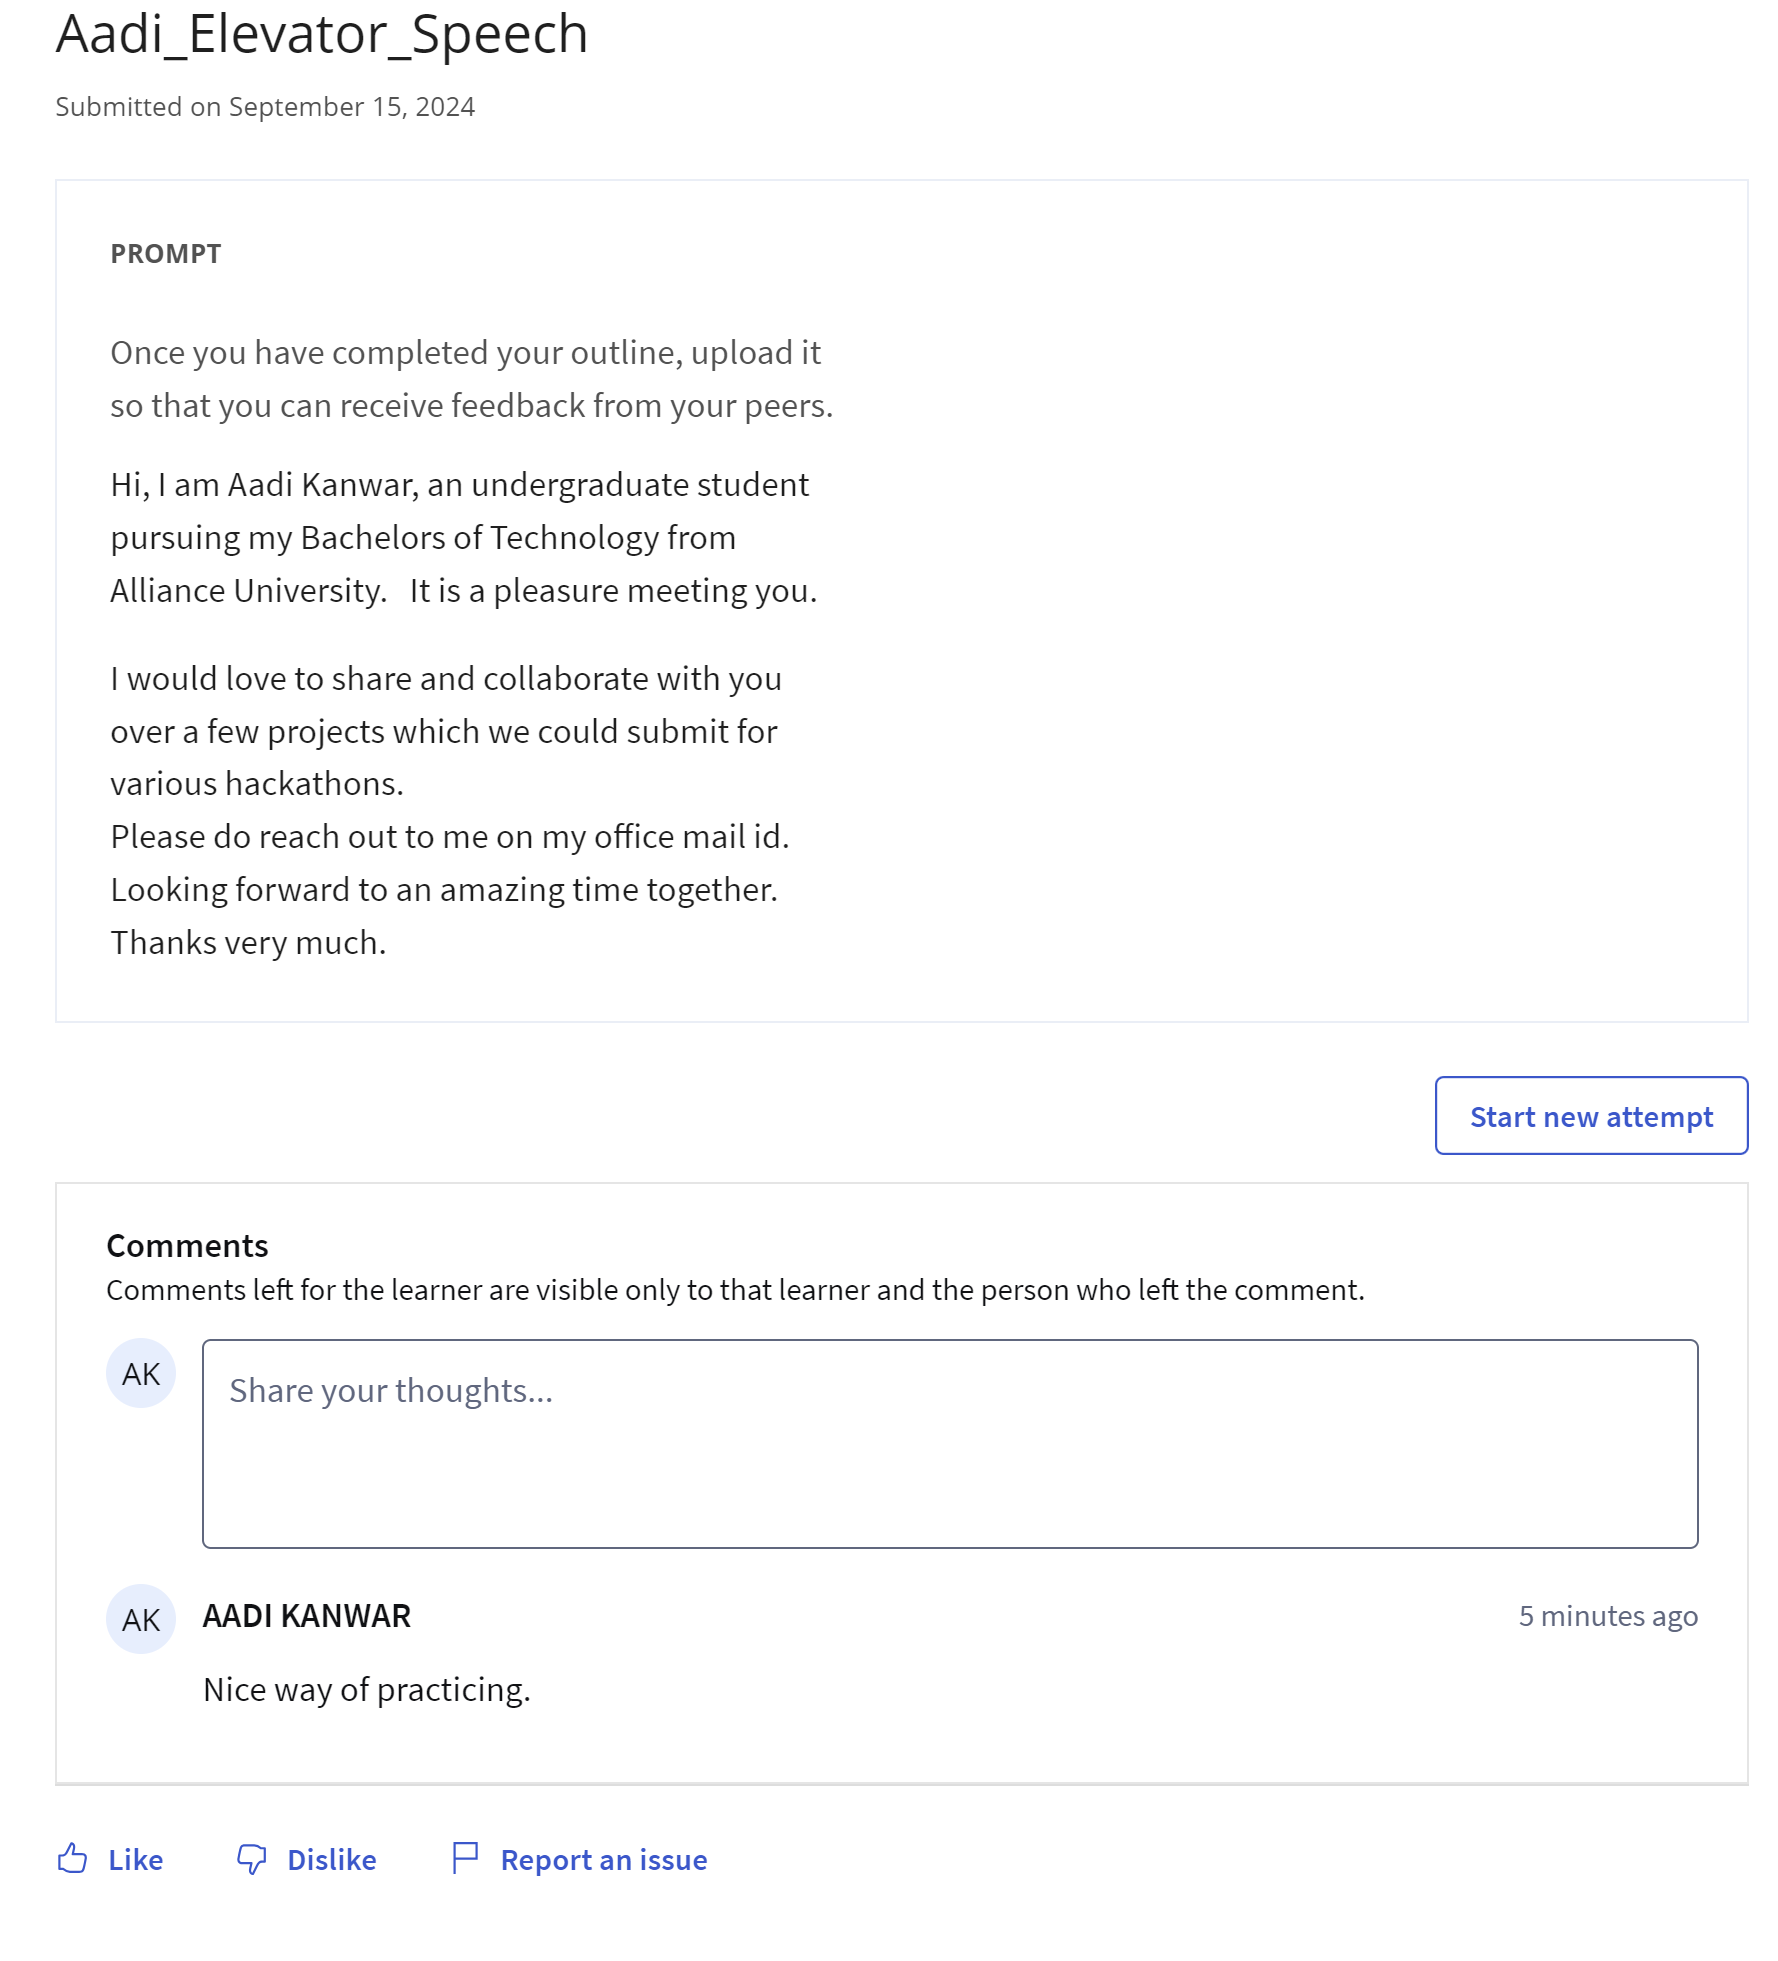 Aadi_Elevator_Speech
Submitted on September 15, 2024
PROMPT
Once you have completed your outline, upload it
so that you can receive feedback from your peers.
Hi, I am Aadi Kanwar, an undergraduate student
pursuing my Bachelors of Technology from
Alliance University.   It is a pleasure meeting you.
I would love to share and collaborate with you
over a few projects which we could submit for
various hackathons.
Please do reach out to me on my office mail id.
Looking forward to an amazing time together.
Thanks very much.
Start new attempt
Comments
Comments left for the learner are visible only to that learner and the person who left the comment.
AK
Share your thoughts...
AK AADI KANWAR 5 minutes ago
Nice way of practicing.
Like Dislike Report an issue